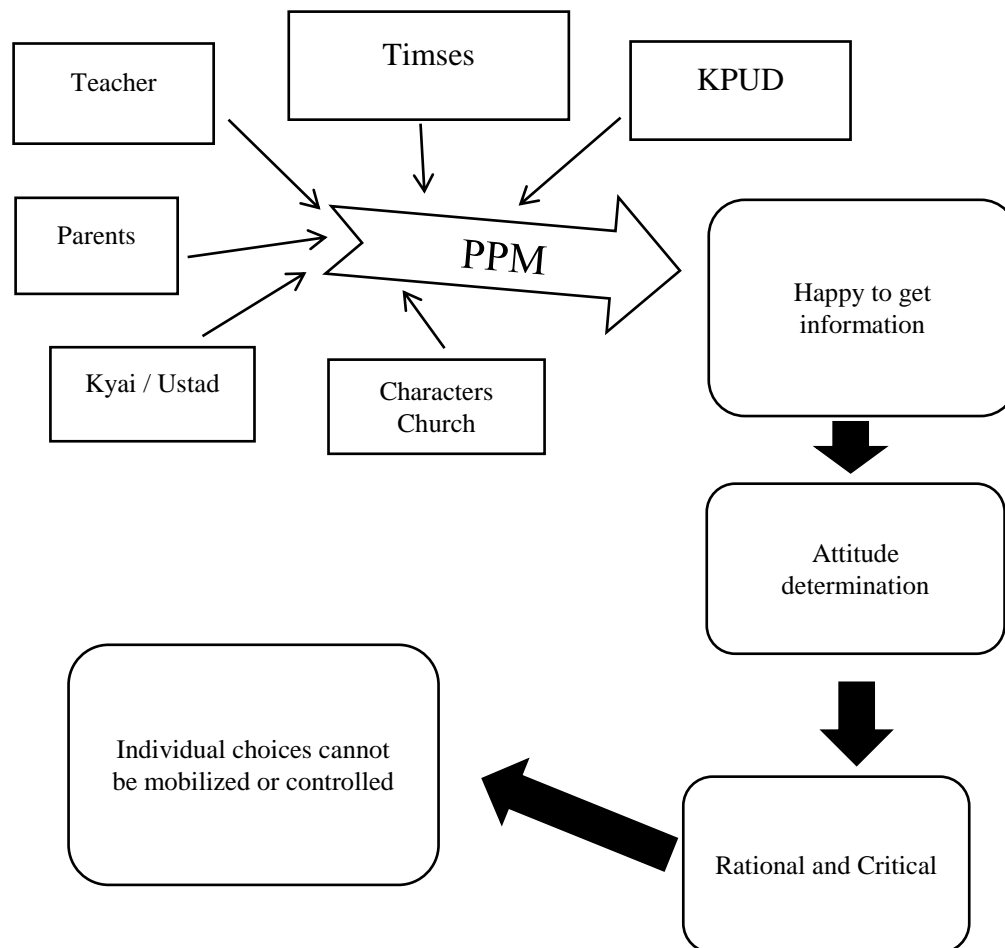 Timses
Teacher
KPUD
Parents
PPM
Happy to get
information
Kyai / Ustad
Characters
Church
Attitude
determination
Individual choices cannot
be mobilized or controlled
Rational and Critical